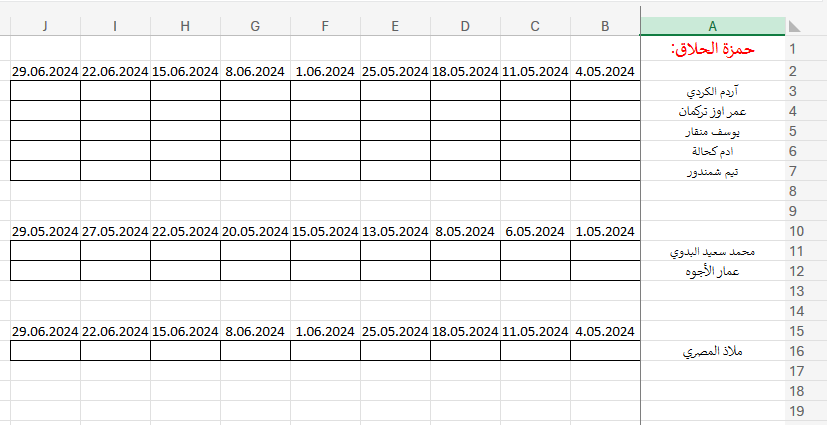 A B C D E F G H I J
1 حمزة الحلاق:
2 4.05.2024 11.05.2024 18.05.2024 25.05.2024 1.06.2024 8.06.2024 15.06.2024 22.06.2024 29.06.2024
3 آردم الكردي
4 عمر اوز تركمان
5 يوسف منقار
6 ادم كحالة
7 تيم شمندور
8
9
10 1.05.2024 6.05.2024 8.05.2024 13.05.2024 15.05.2024 20.05.2024 22.05.2024 27.05.2024 29.05.2024
11 محمد سعيد البدوي
12 عمار الأجوه
13
14
15 4.05.2024 11.05.2024 18.05.2024 25.05.2024 1.06.2024 8.06.2024 15.06.2024 22.06.2024 29.06.2024
16 ملاذ المصري
17
18
19